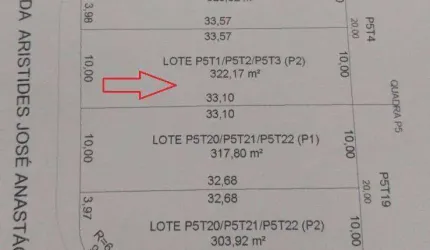 33,57
33,57
3,98
P5T4
20.00
10,00
LOTE P5T1/P5T2/P5T3 (P2)
322,17 m²
10,00
33,10
33,10
QUADRA P5
10,00
LOTE P5T20/P5T21/P5T22 (P1)
317,80 m²
10,00
P5T19
20.00
32,68
32,68
3,97
LOTE P5T20/P5T21/P5T22 (P2)
303,92 m²
10,00
DA ARISTIDES JOSÉ